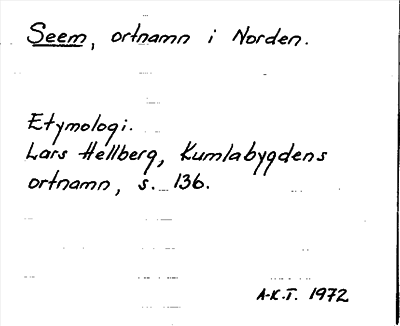 Seem, ortnamn i Norden.
Etymologi.
Lars Hellberg, Kumlabygdens
ortnamn, s. 136.
A-K.T. 1972